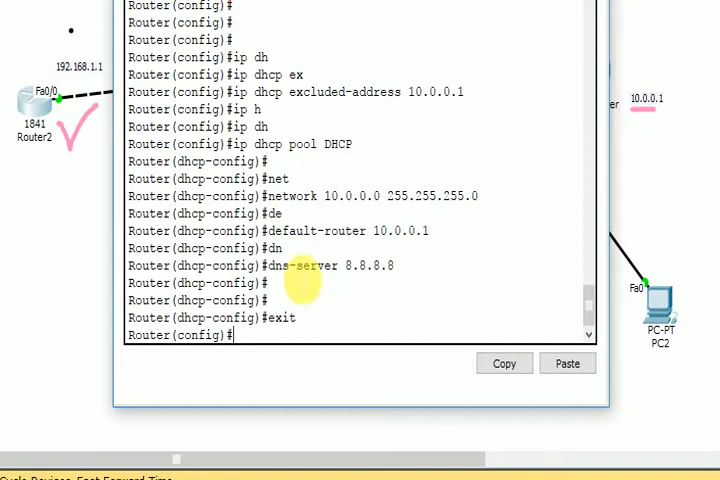 Router(config)#
Router(config)#
Router(config)#
Router(config)#ip dh
Router(config)#ip dhcp ex
Router(config)#ip dhcp excluded-address 10.0.0.1
Router(config)#ip h
Router(config)#ip dh
Router(config)#ip dhcp pool DHCP
Router(dhcp-config)#
Router(dhcp-config)#net
Router(dhcp-config)#network 10.0.0.0 255.255.255.0
Router(dhcp-config)#de
Router(dhcp-config)#default-router 10.0.0.1
Router(dhcp-config)#dn
Router(dhcp-config)#dns-server 8.8.8.8
Router(dhcp-config)#
Router(dhcp-config)#
Router(dhcp-config)#exit
Router(config)#
Copy
Paste
192.168.1.1
Fa0/0
1841
Router2
er
10.0.0.1
Fa0
PC-PT
PC2